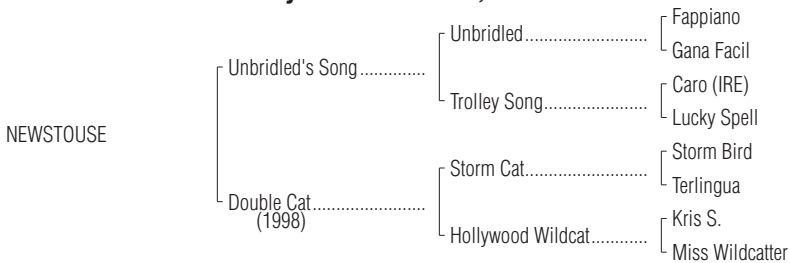 Fappiano
Unbridled
Gana Facil
Unbridled's Song
Caro (IRE)
Trolley Song
Lucky Spell
NEWSTOUSE
Storm Bird
Storm Cat
Terlingua
Double Cat
(1998)
Kris S.
Hollywood Wildcat
Miss Wildcatter